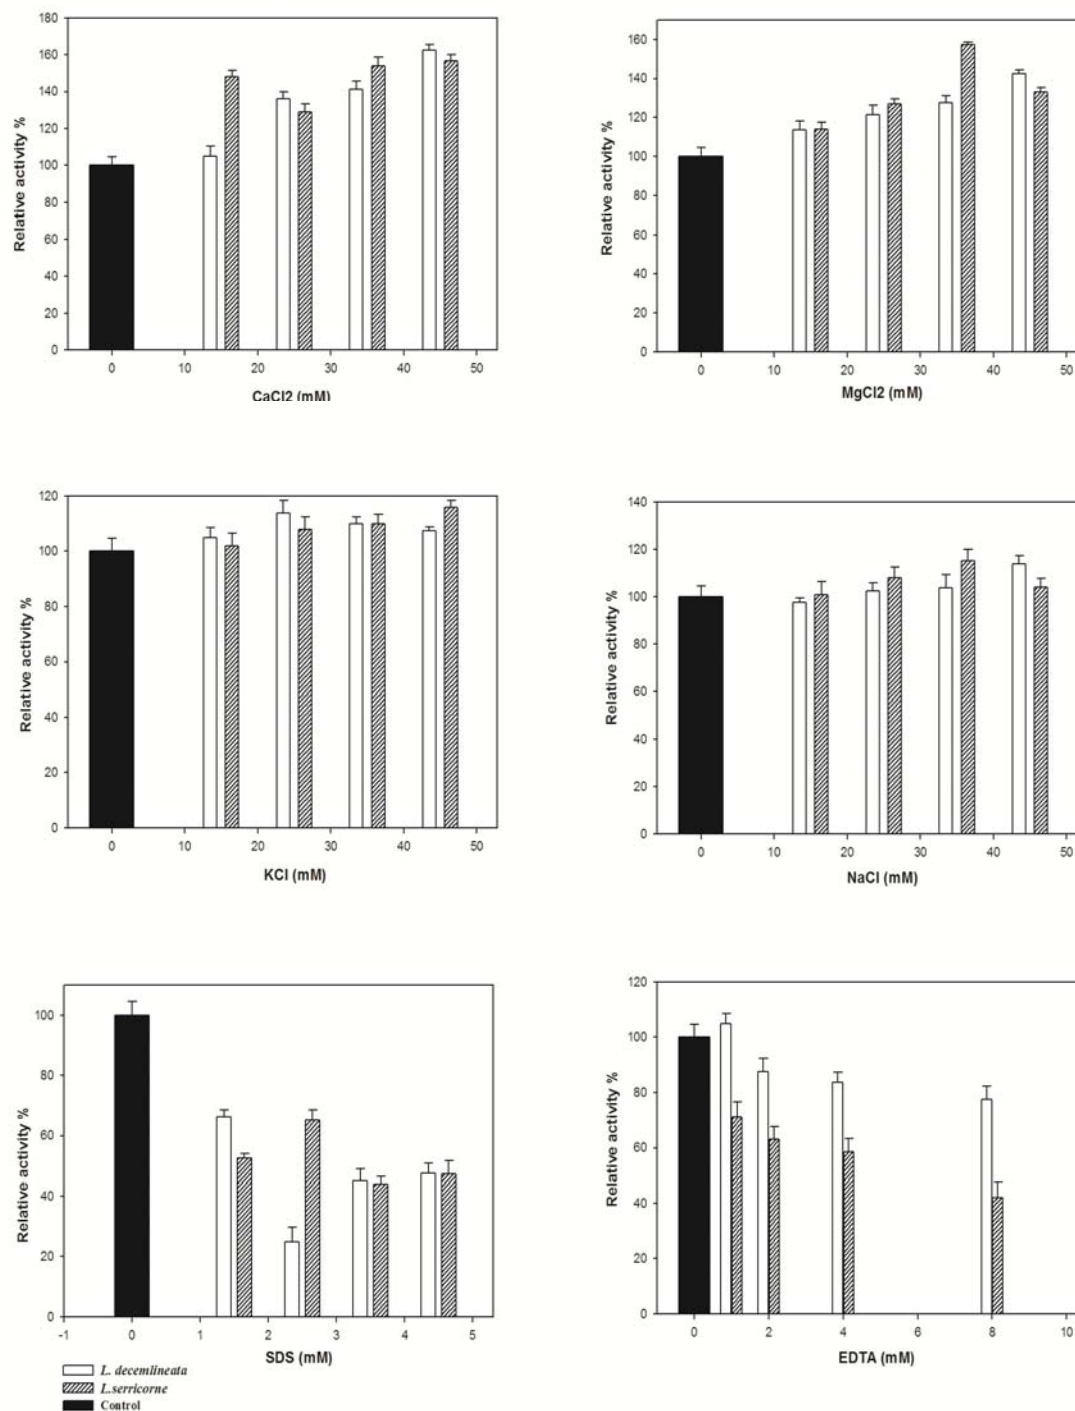 180
160
140
120
100
80
60
40
20
0
Relative activity %
0 10 20 30 40 50
CaCl2 (mM)
160
140
120
100
80
60
40
20
0
Relative activity %
0 10 20 30 40 50
MgCl2 (mM)
120
100
80
60
40
20
0
Relative activity %
0 10 20 30 40 50
KCl (mM)
140
120
100
80
60
40
20
0
Relative activity %
0 10 20 30 40 50
NaCl (mM)
100
80
60
40
20
0
Relative activity %
-1 0 1 2 3 4 5
SDS (mM)
120
100
80
60
40
20
0
Relative activity %
0 2 4 6 8 10
EDTA (mM)
L. decemlineata
L.serricorne
Control